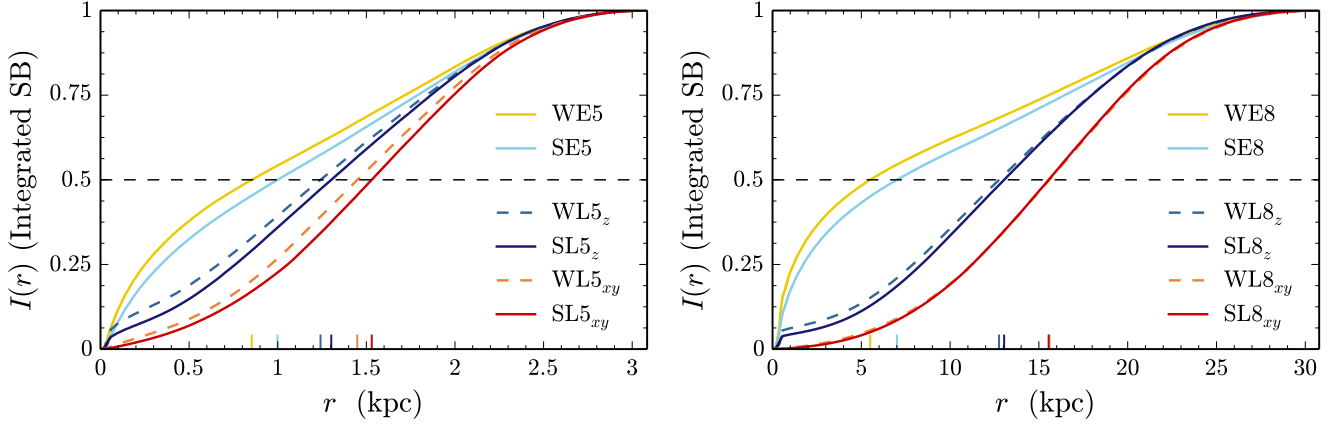 I(r) (Integrated SB)
1
0.75
0.5
0.25
0
WE5
SE5
WL5z
SL5z
WL5xy
SL5xy
0 0.5 1 1.5 2 2.5 3
r (kpc)
I(r) (Integrated SB)
1
0.75
0.5
0.25
0
WE8
SE8
WL8z
SL8z
WL8xy
SL8xy
0 5 10 15 20 25 30
r (kpc)